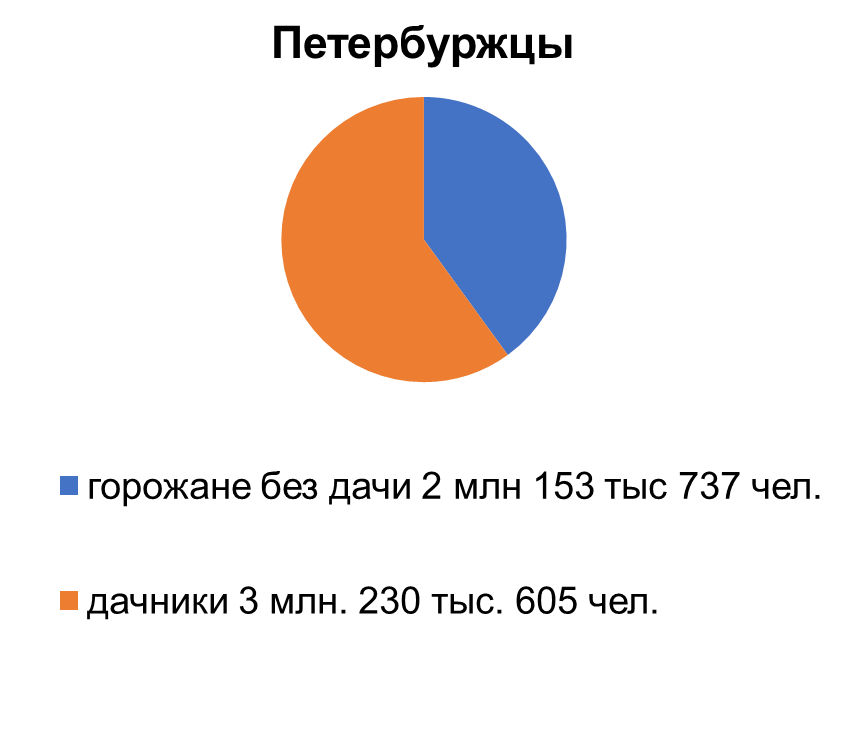 Петербуржцы
горожане без дачи 2 млн 153 тыс 737 чел.
дачники 3 млн. 230 тыс. 605 чел.